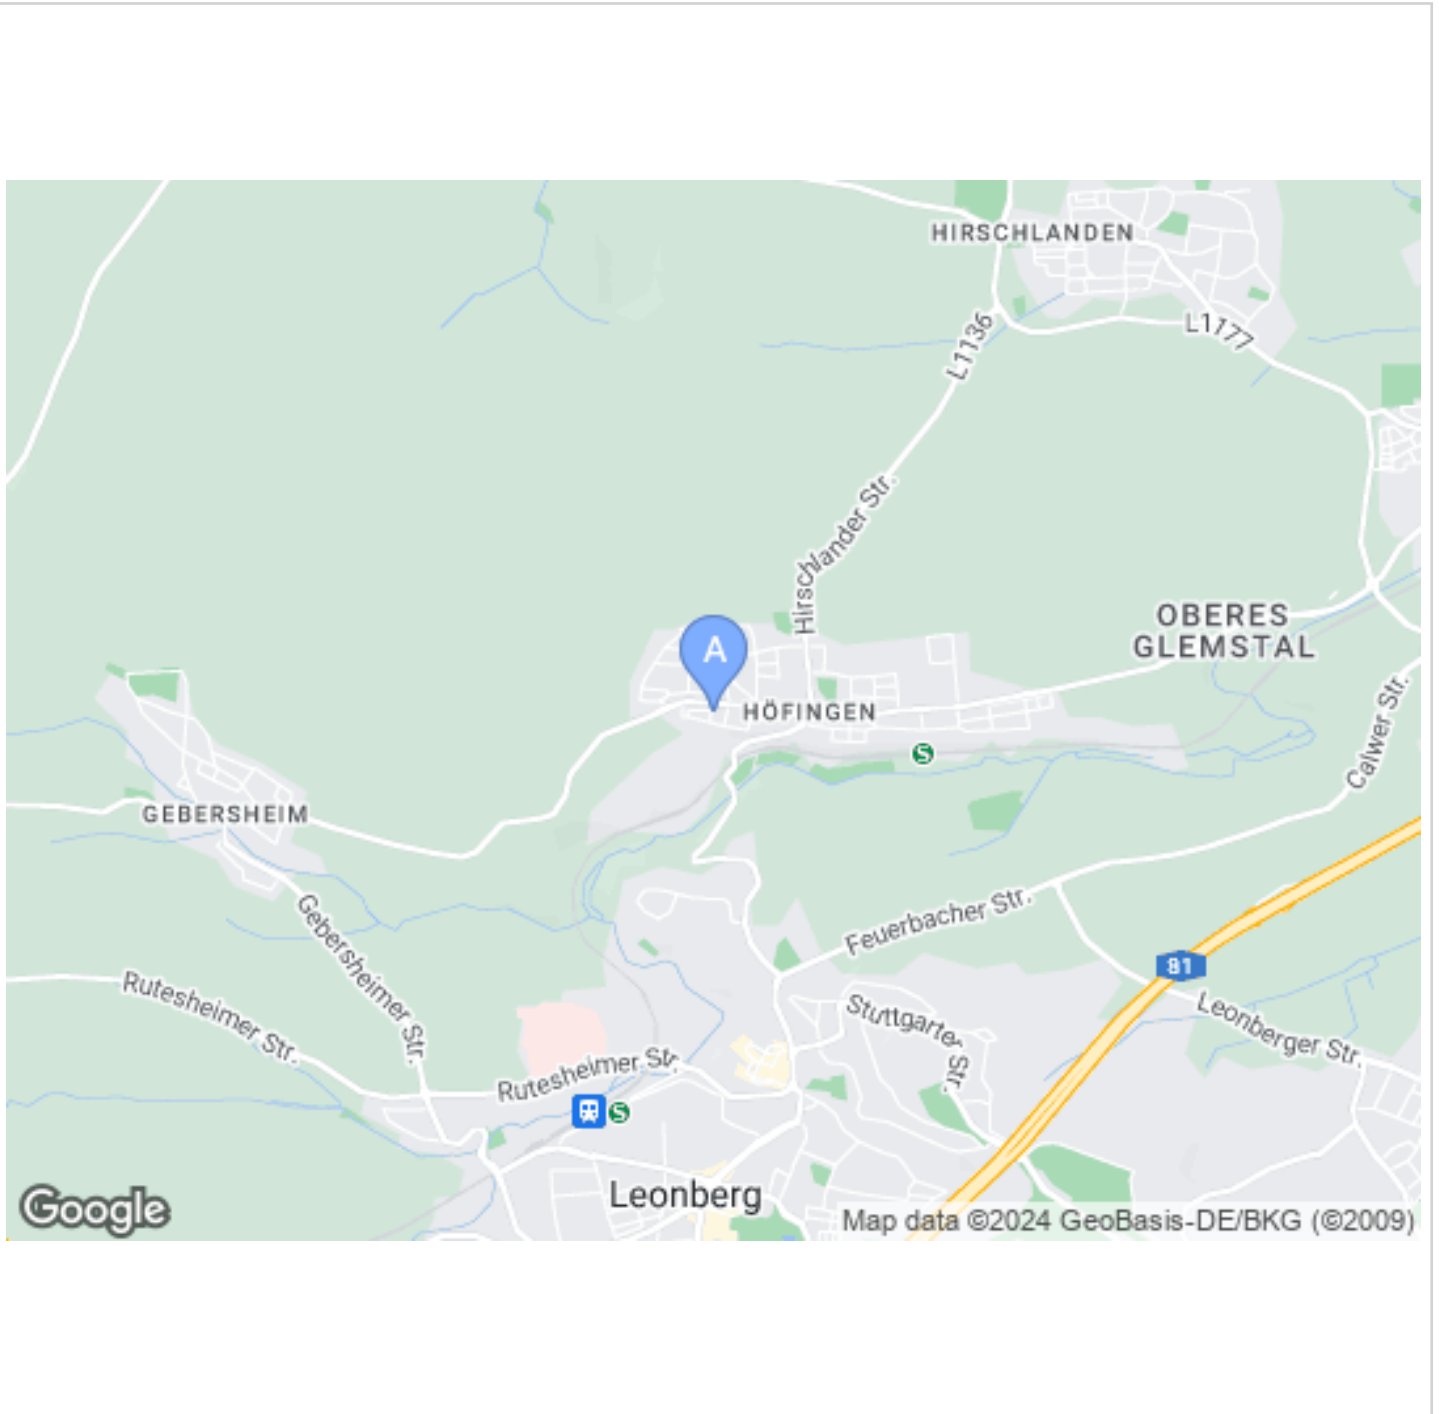 HIRSCHLANDEN
L1136
L1177
Hirschlander Str.
OBERES
GLEMSTAL
A
HÖFINGEN
S
Calwer Str.
GEBERSHEIM
Gebersheimer Str.
Feuerbacher Str.
81
Rutesheimer Str.
Stuttgarter Str.
Leonberger Str.
Rutesheimer Str.
S
Leonberg
Google
Map data ©2024 GeoBasis-DE/BKG (©2009)